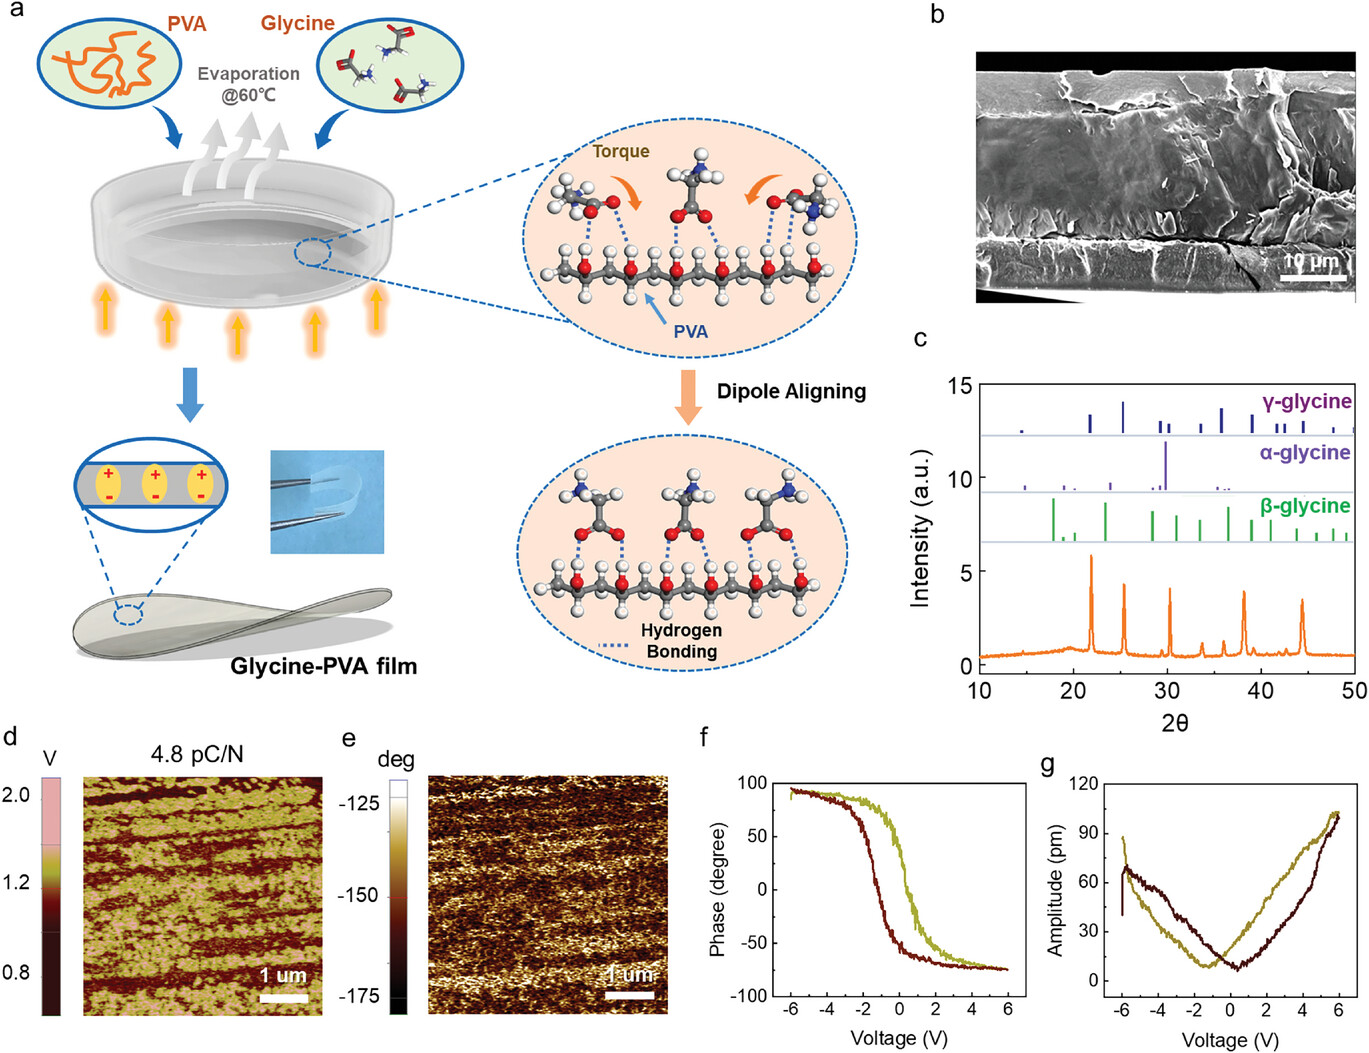 a
PVA
Glycine
Evaporation
@60℃
Torque
PVA
Dipole Aligning
Hydrogen
Bonding
+ + +
- - -
Glycine-PVA film
b
10 μm
c
15
10
5
0
Intensity (a.u.)
γ-glycine
α-glycine
β-glycine
10 20 30 40 50
2θ
d
V
4.8 pC/N
2.0
1.2
0.8
1 um
e
deg
-125
-150
-175
1 um
f
100
50
0
-50
-100
Phase (degree)
-6 -4 -2 0 2 4 6
Voltage (V)
g
120
90
60
30
0
Amplitude (pm)
-6 -4 -2 0 2 4 6
Voltage (V)